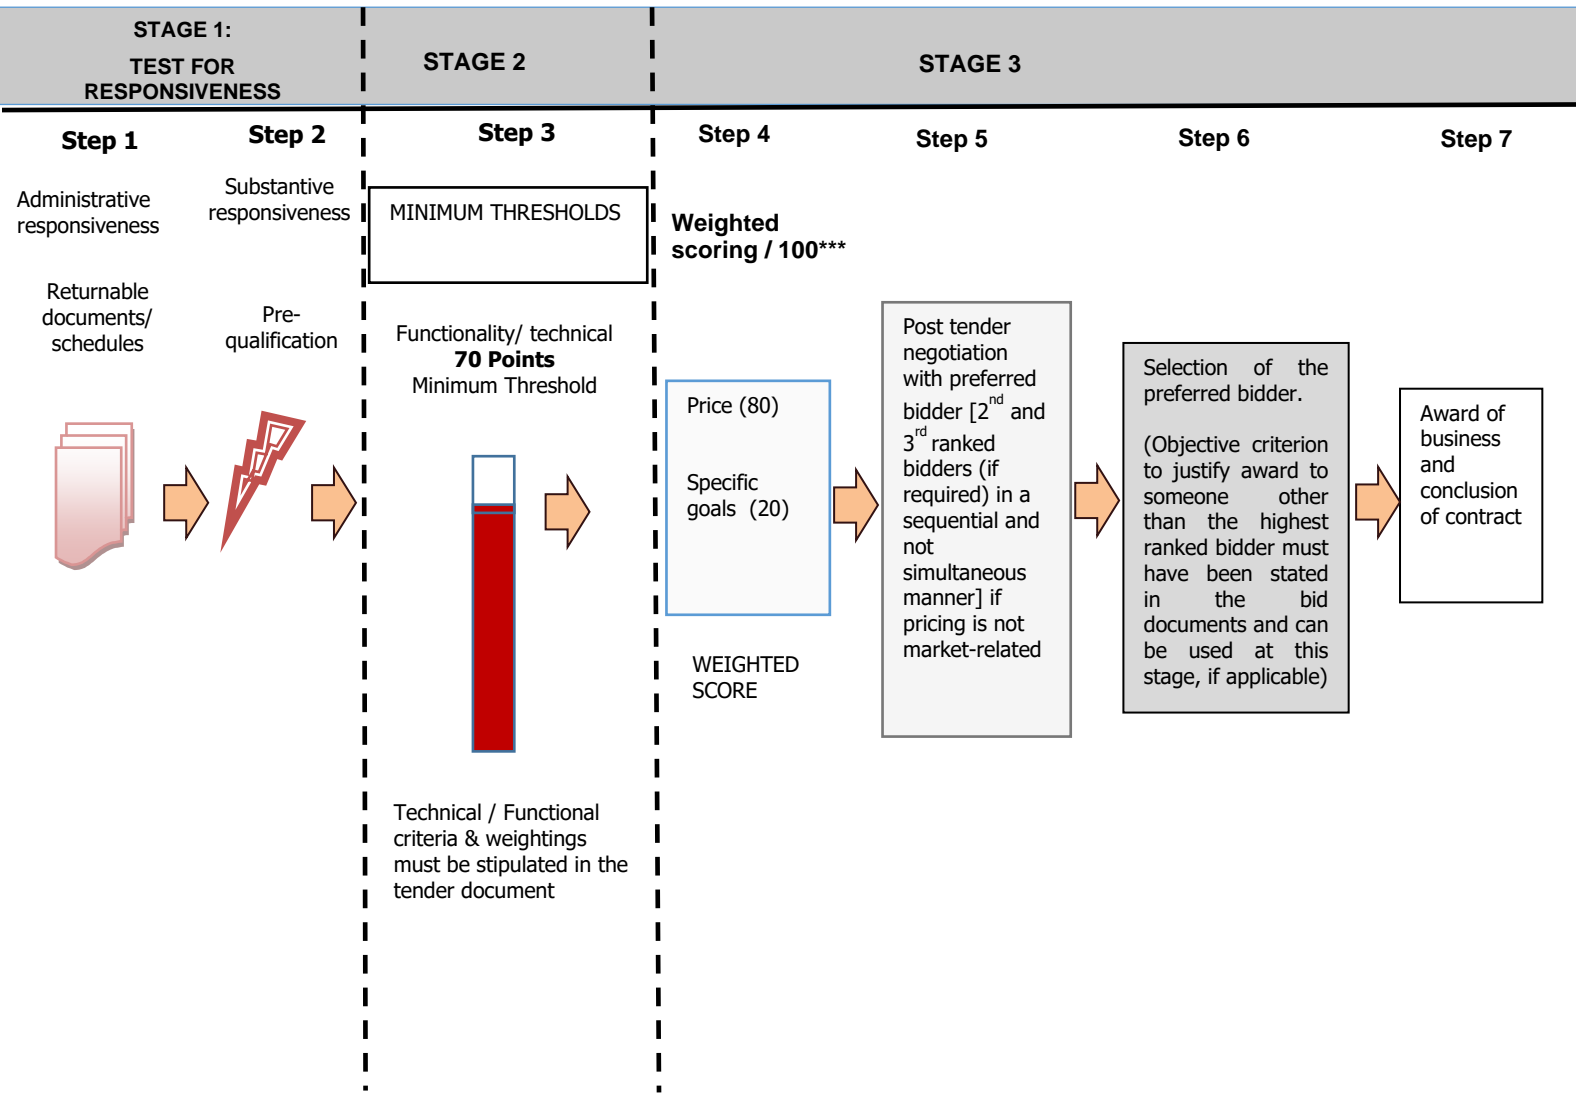 STAGE 1:
TEST FOR
RESPONSIVENESS
STAGE 2
STAGE 3
Step 1
Administrative
responsiveness
Returnable
documents/
schedules
Step 2
Substantive
responsiveness
Pre-
qualification
Step 3
MINIMUM THRESHOLDS
Functionality/ technical
70 Points
Minimum Threshold
Technical / Functional
criteria & weightings
must be stipulated in the
tender document
Step 4
Weighted
scoring / 100***
Price (80)
Specific
goals (20)
WEIGHTED
SCORE
Step 5
Post tender
negotiation
with preferred
bidder [2nd and
3rd ranked
bidders (if
required) in a
sequential and
not
simultaneous
manner] if
pricing is not
market-related
Step 6
Selection of the
preferred bidder.
(Objective criterion
to justify award to
someone other
than the highest
ranked bidder must
have been stated
in the bid
documents and can
be used at this
stage, if applicable)
Step 7
Award of
business
and
conclusion
of contract